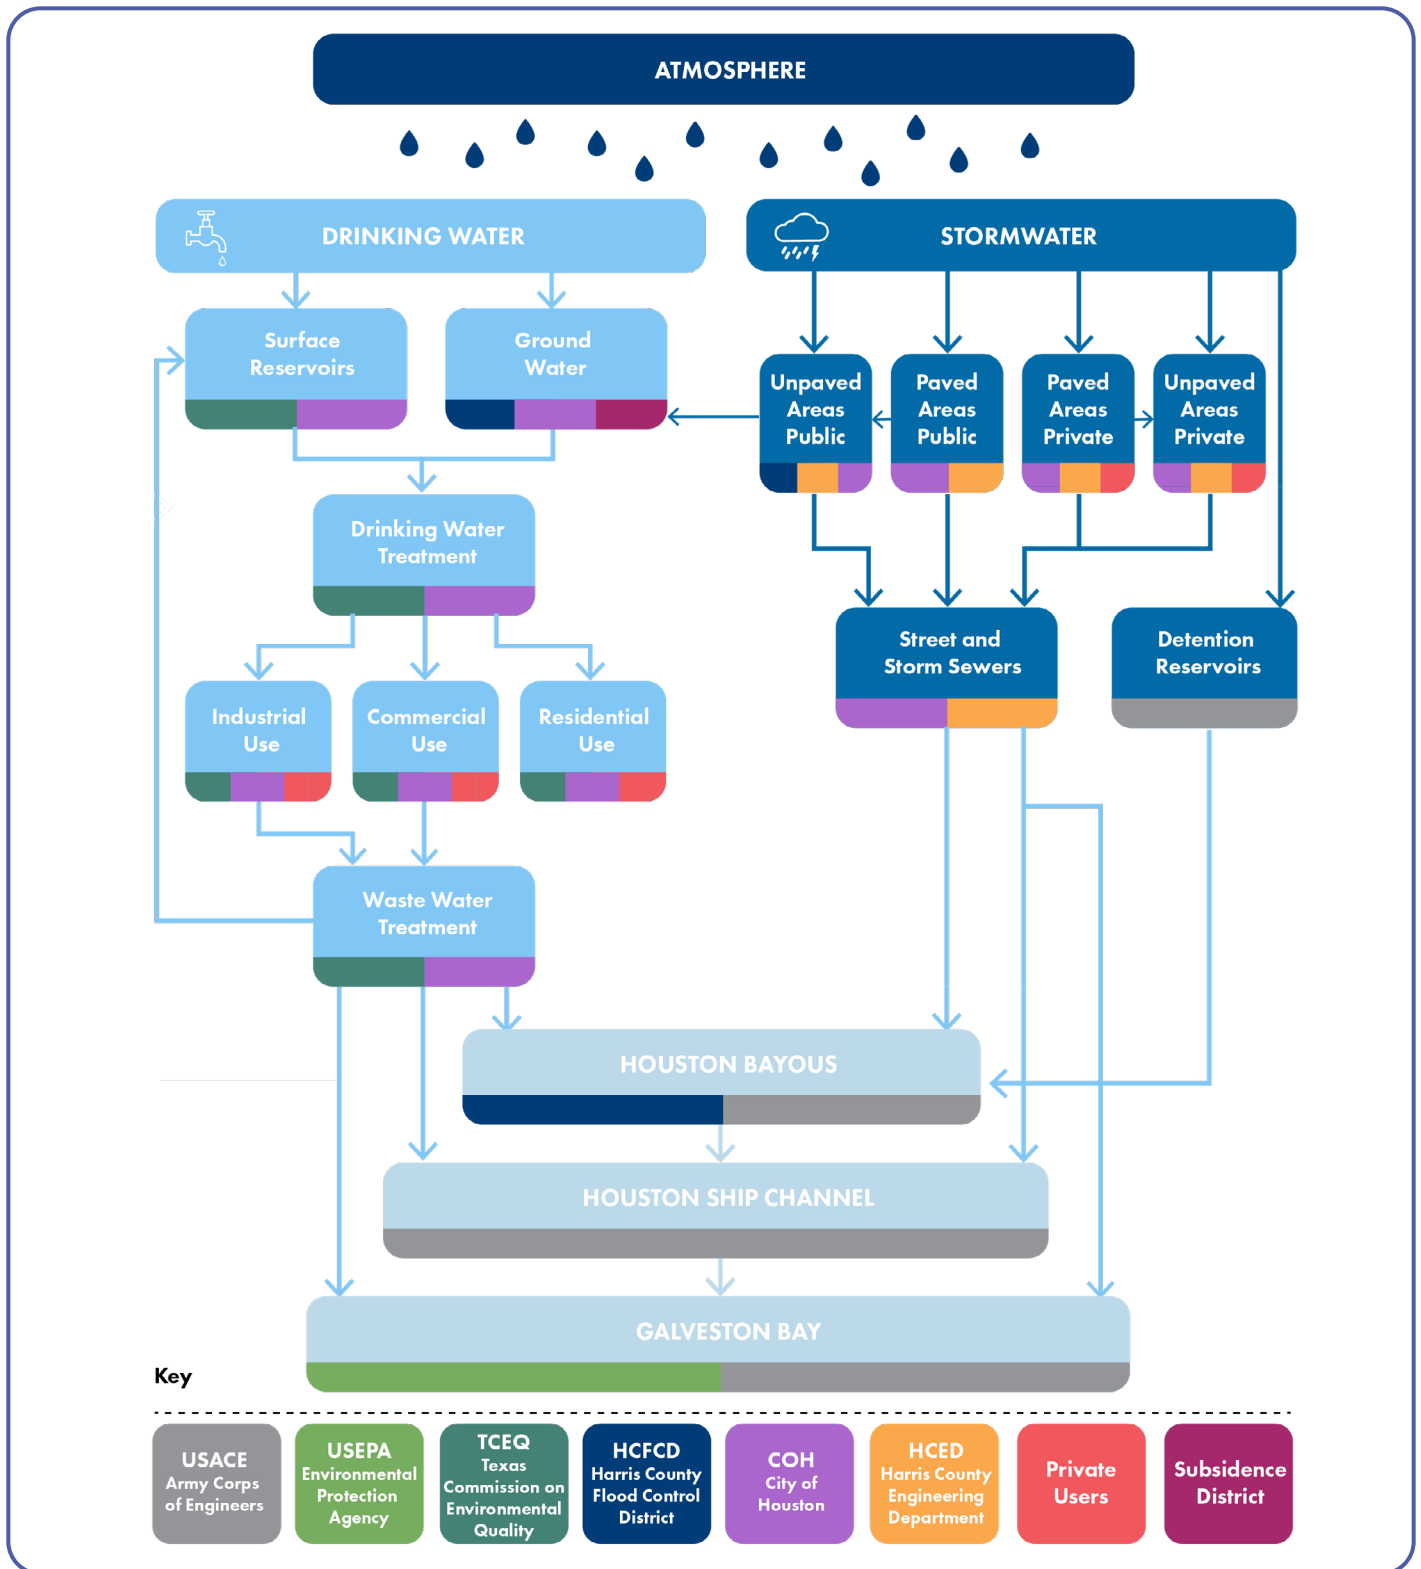 ATMOSPHERE
DRINKING WATER
STORMWATER
Surface
Reservoirs
Ground
Water
Unpaved
Areas
Public
Paved
Areas
Public
Paved
Areas
Private
Unpaved
Areas
Private
Drinking Water
Treatment
Street and
Storm Sewers
Detention
Reservoirs
Industrial
Use
Commercial
Use
Residential
Use
Waste Water
Treatment
HOUSTON BAYOUS
HOUSTON SHIP CHANNEL
GALVESTON BAY
Key
USACE
Army Corps
of Engineers
USEPA
Environmental
Protection
Agency
TCEQ
Texas
Commission on
Environmental
Quality
HCFCD
Harris County
Flood Control
District
COH
City of
Houston
HCED
Harris County
Engineering
Department
Private
Users
Subsidence
District